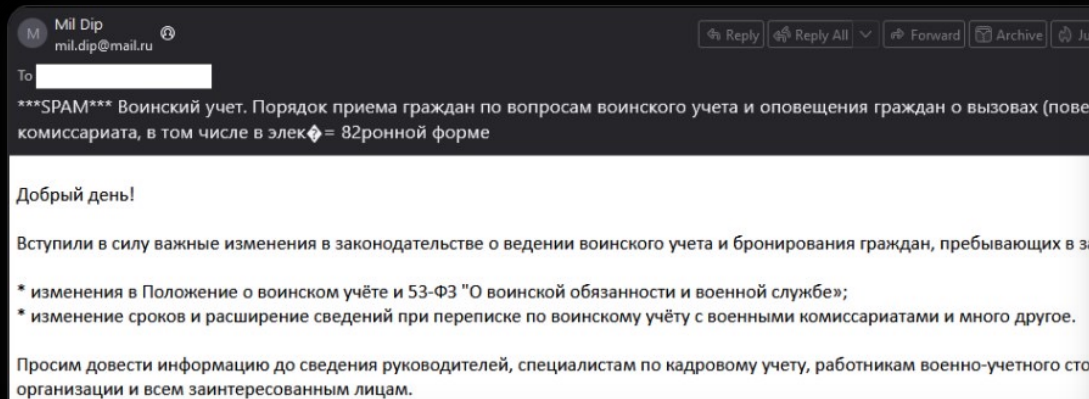 M
Mil Dip
mil.dip@mail.ru
Reply Reply All Forward Archive
To
***SPAM*** Воинский учет. Порядок приема граждан по вопросам воинского учета и оповещения граждан о вызовах
комиссариата, в том числе в элек�= 82ронной форме
Добрый день!
Вступили в силу важные изменения в законодательстве о ведении воинского учета и бронирования граждан, пребывающих в
* изменения в Положение о воинском учёте и 53-ФЗ "О воинской обязанности и военной службе»;
* изменение сроков и расширение сведений при переписке по воинскому учёту с военными комиссариатами и много другое.
Просим довести информацию до сведения руководителей, специалистам по кадровому учету, работникам военно-учетного
организации и всем заинтересованным лицам.